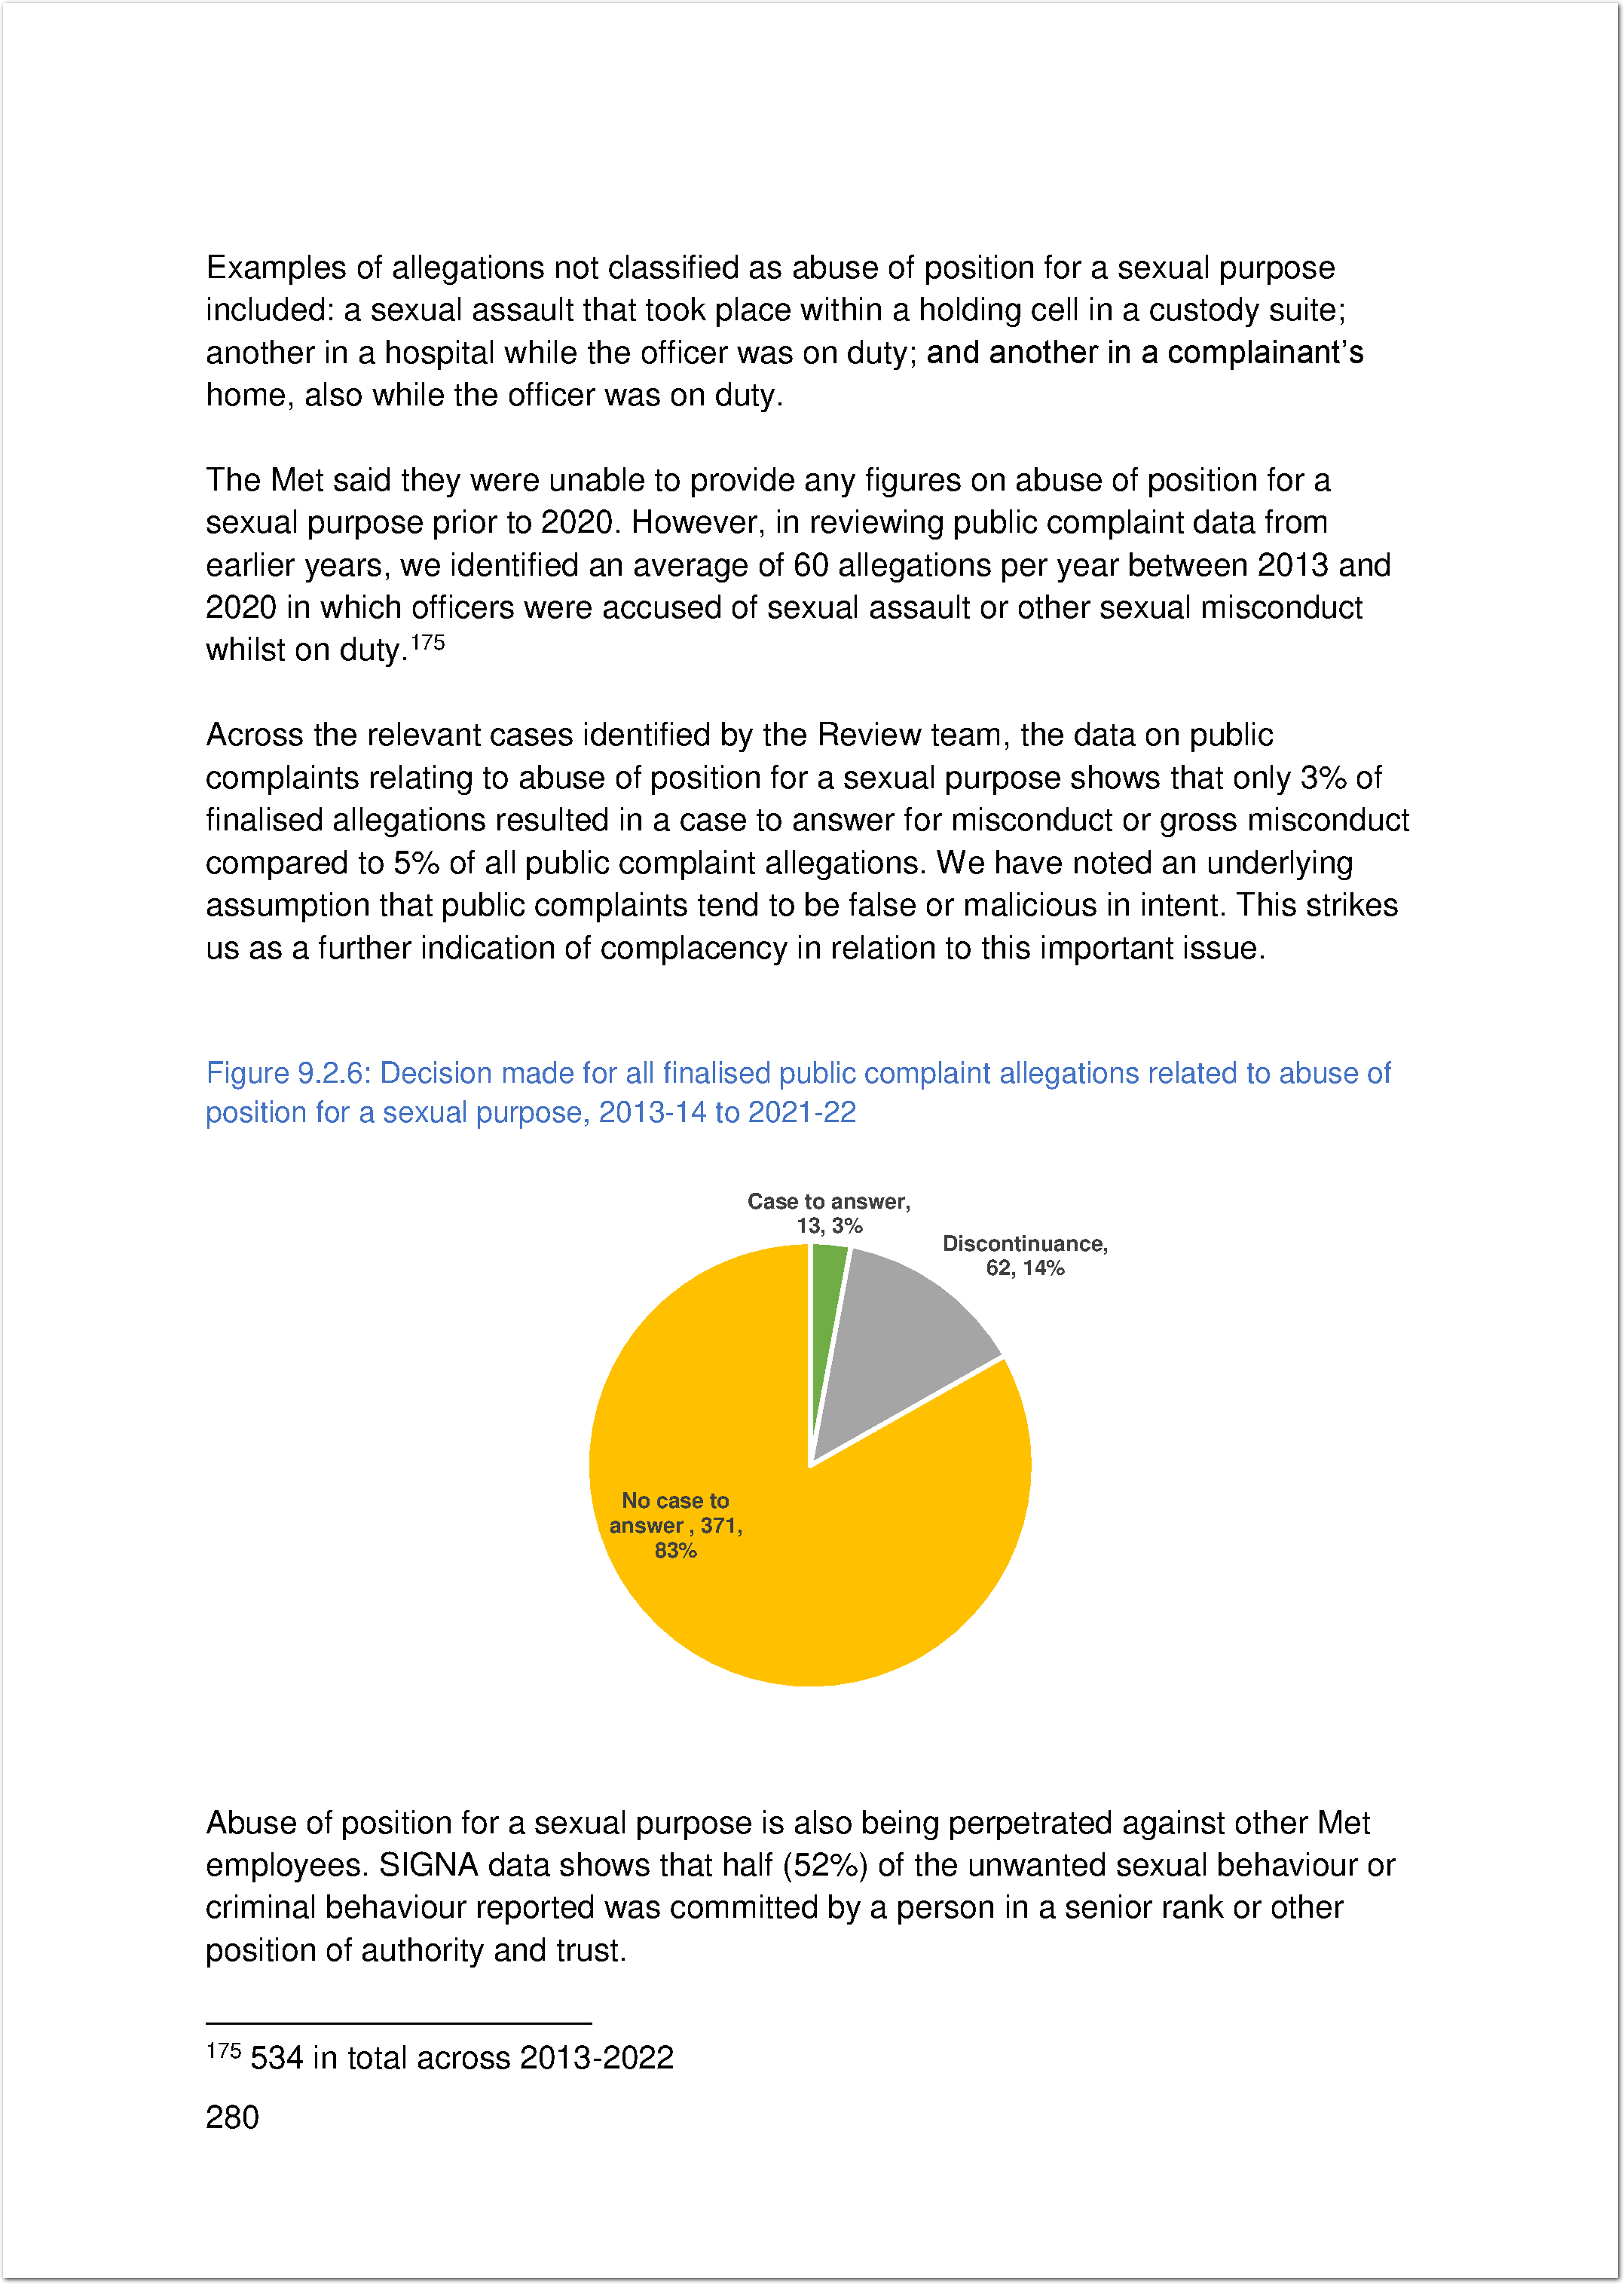 Examples of allegations not classified as abuse of position for a sexual purpose
included: a sexual assault that took place within a holding cell in a custody suite;
another in a hospital while the officer was on duty; and another in a complainant’s
home, also while the officer was on duty.
The Met said they were unable to provide any figures on abuse of position for a
sexual purpose prior to 2020. However, in reviewing public complaint data from
earlier years, we identified an average of 60 allegations per year between 2013 and
2020 in which officers were accused of sexual assault or other sexual misconduct
whilst on duty.175
Across the relevant cases identified by the Review team, the data on public
complaints relating to abuse of position for a sexual purpose shows that only 3% of
finalised allegations resulted in a case to answer for misconduct or gross misconduct
compared to 5% of all public complaint allegations. We have noted an underlying
assumption that public complaints tend to be false or malicious in intent. This strikes
us as a further indication of complacency in relation to this important issue.
Figure 9.2.6: Decision made for all finalised public complaint allegations related to abuse of
position for a sexual purpose, 2013-14 to 2021-22
Case to answer,
13, 3%
Discontinuance,
62, 14%
No case to
answer , 371,
83%
Abuse of position for a sexual purpose is also being perpetrated against other Met
employees. SIGNA data shows that half (52%) of the unwanted sexual behaviour or
criminal behaviour reported was committed by a person in a senior rank or other
position of authority and trust.
175 534 in total across 2013-2022
280